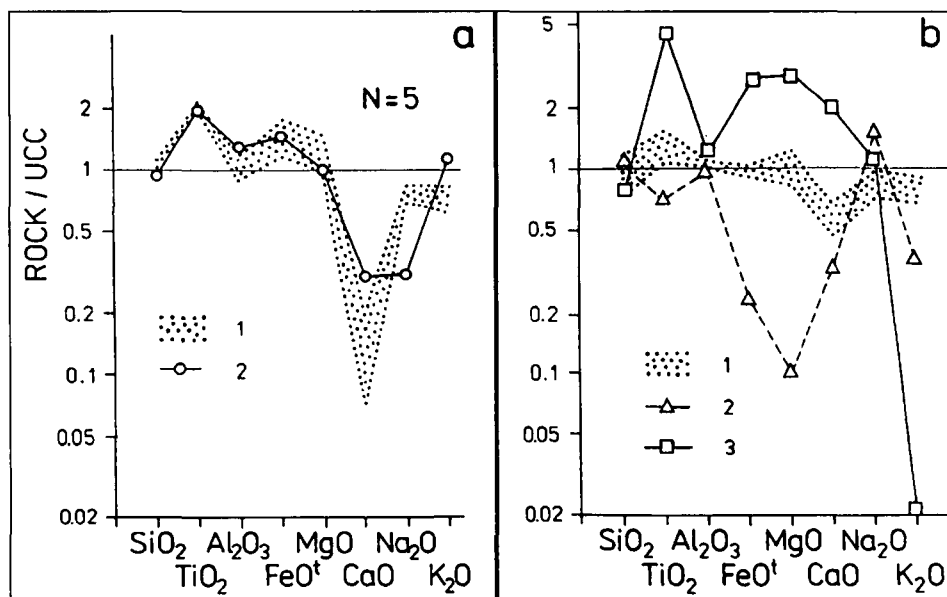 a
N=5
ROCK / UCC
2
1
0.5
0.2
0.1
0.05
0.02
1
2
SiO₂ Al₂O₃ MgO Na₂O
TiO₂ FeOᵗ CaO K₂O
b
5
2
1
0.5
0.2
0.1
0.05
0.02
1
2
3
SiO₂ Al₂O₃ MgO Na₂O
TiO₂ FeOᵗ CaO K₂O